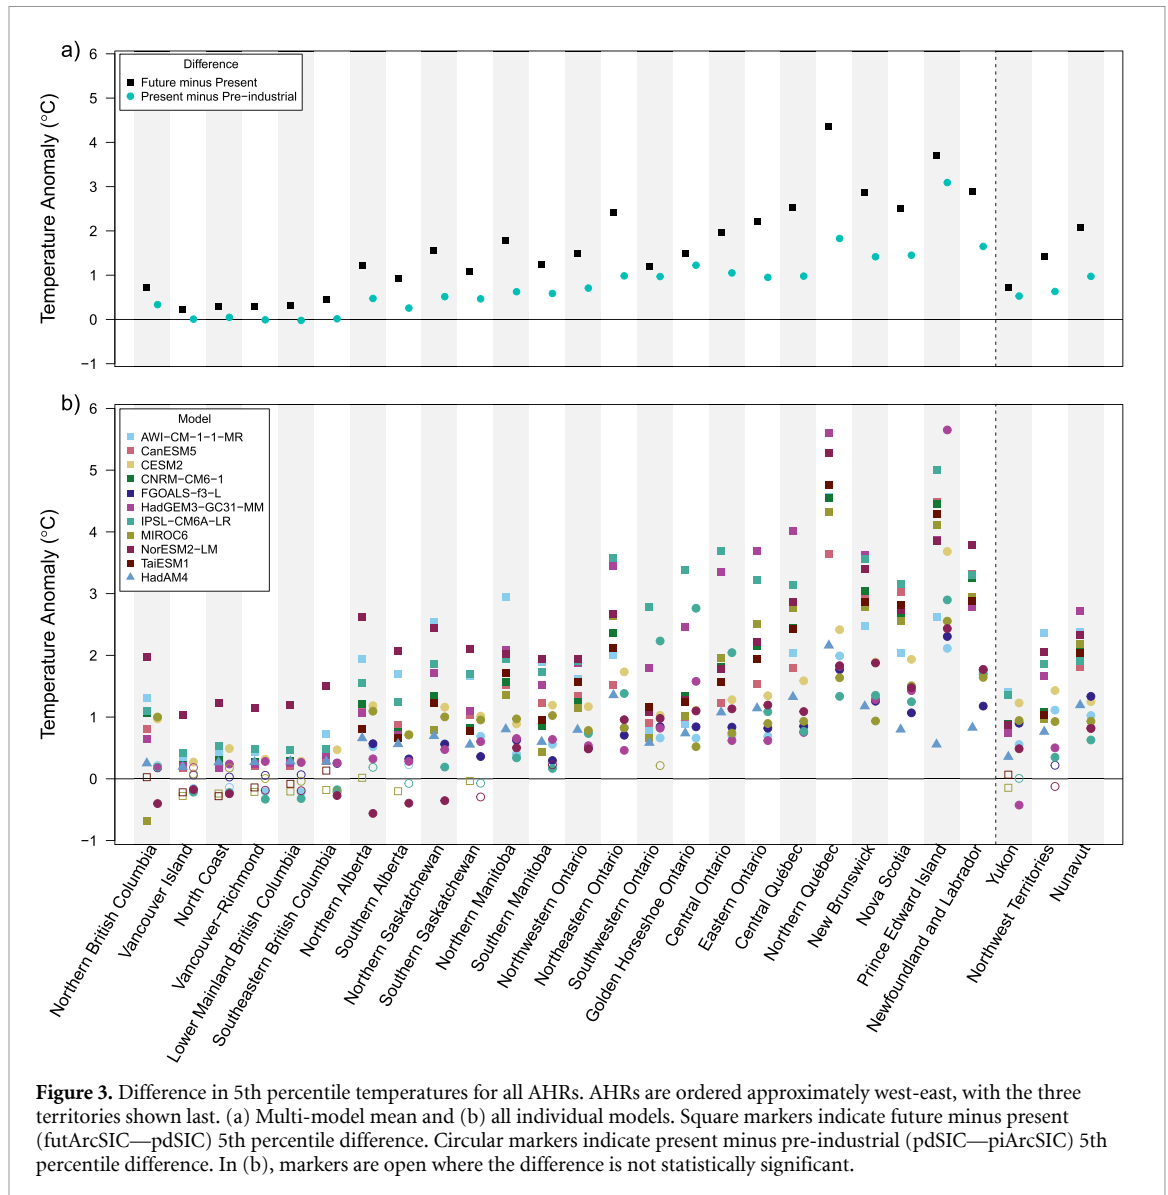 a)
Temperature Anomaly (°C)
6
5
4
3
2
1
0
−1
Difference
Future minus Present
Present minus Pre−industrial
b)
Temperature Anomaly (°C)
6
5
4
3
2
1
0
−1
Model
AWI−CM−1−1−MR
CanESM5
CESM2
CNRM−CM6−1
FGOALS−f3−L
HadGEM3−GC31−MM
IPSL−CM6A−LR
MIROC6
NorESM2−LM
TaiESM1
HadAM4
Northern British Columbia
Vancouver Island
North Coast
Vancouver−Richmond
Lower Mainland British Columbia
Southeastern British Columbia
Northern Alberta
Southern Alberta
Northern Saskatchewan
Southern Saskatchewan
Northern Manitoba
Southern Manitoba
Northwestern Ontario
Northeastern Ontario
Southwestern Ontario
Golden Horseshoe Ontario
Central Ontario
Eastern Ontario
Central Québec
Northern Québec
New Brunswick
Nova Scotia
Prince Edward Island
Newfoundland and Labrador
Yukon
Northwest Territories
Nunavut
Figure 3. Difference in 5th percentile temperatures for all AHRs. AHRs are ordered approximately west-east, with the three
territories shown last. (a) Multi-model mean and (b) all individual models. Square markers indicate future minus present
(futArcSIC—pdSIC) 5th percentile difference. Circular markers indicate present minus pre-industrial (pdSIC—piArcSIC) 5th
percentile difference. In (b), markers are open where the difference is not statistically significant.